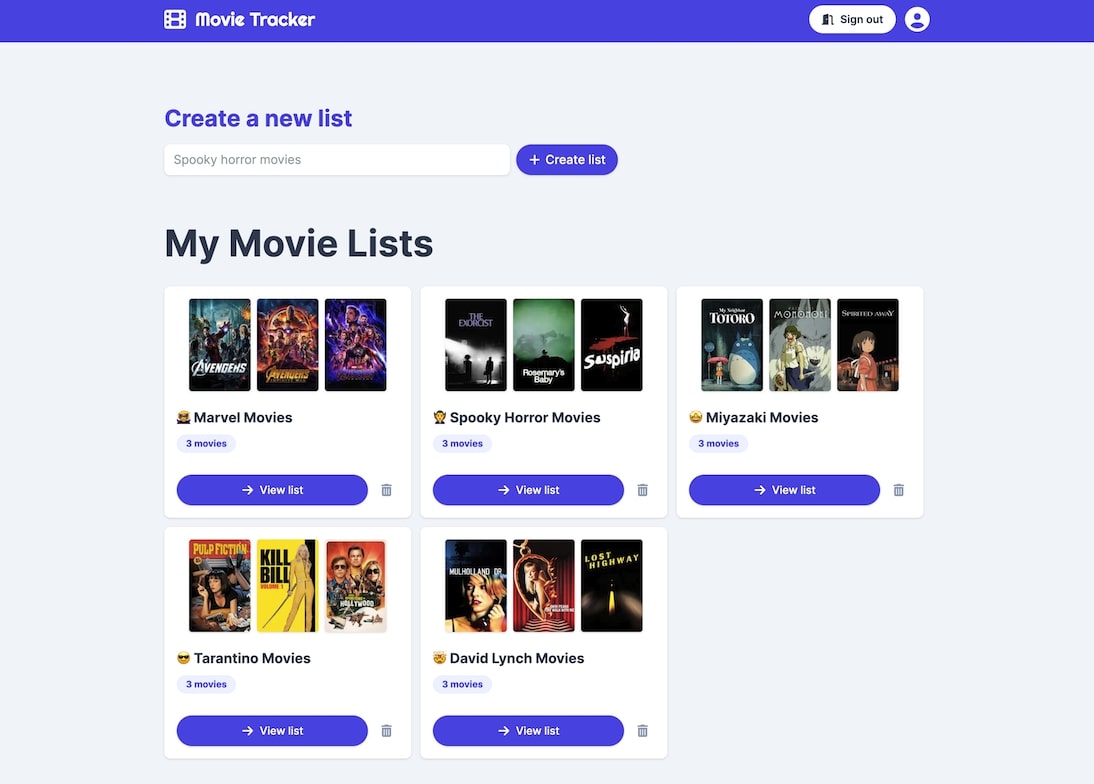 Movie Tracker
Sign out
Create a new list
Spooky horror movies
Create list
My Movie Lists
AVENGERS
AVENGERS
INFINITY WAR
AVENGERS
Marvel Movies
3 movies
View list
THE
EXORCIST
Rosemary's
Baby
Suspiria
Spooky Horror Movies
3 movies
View list
My Neighbor
TOTORO
MONONOKE
SPIRITED AWAY
Miyazaki Movies
3 movies
View list
PULP FICTION
KILL
BILL
VOLUME 1
HOLLYWOOD
Tarantino Movies
3 movies
View list
MULHOLLAND DR.
LOST
HIGHWAY
David Lynch Movies
3 movies
View list